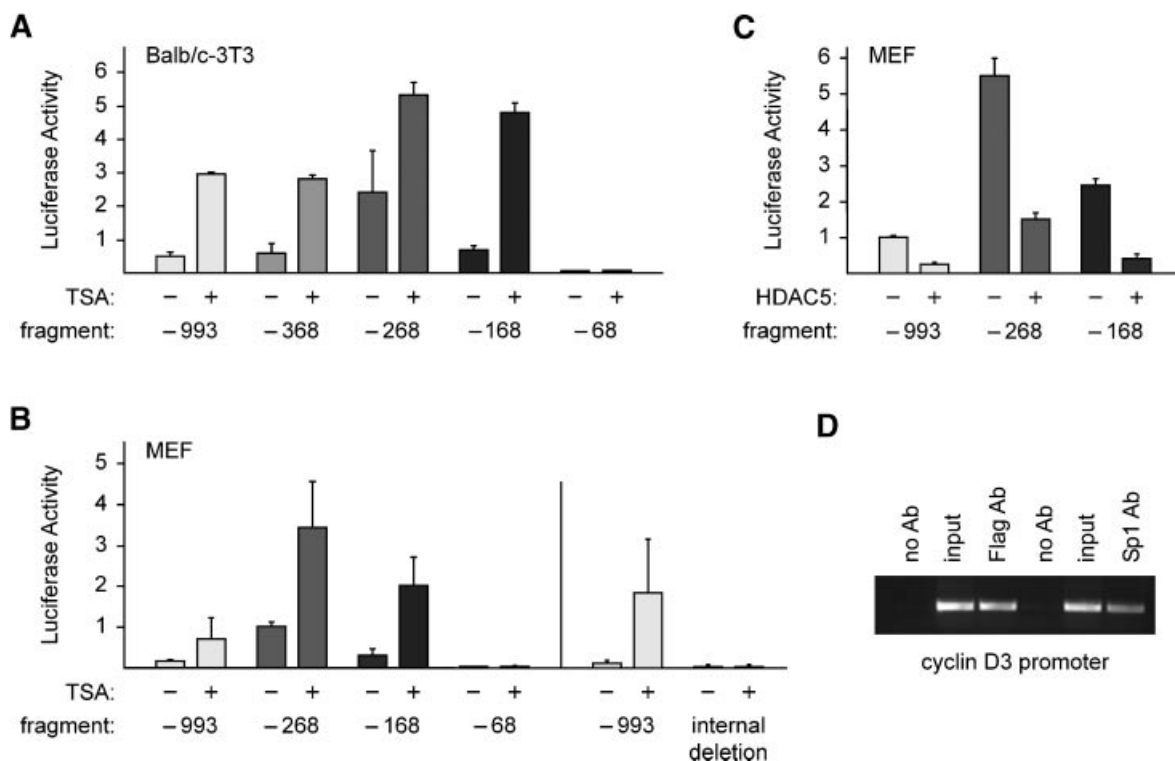 A
Balb/c-3T3
Luciferase Activity
6
5
4
3
2
1
TSA: – + – + – + – + – +
fragment: –993 –368 –268 –168 –68
B
MEF
Luciferase Activity
5
4
3
2
1
TSA: – + – + – + – + – + – +
fragment: –993 –268 –168 –68 –993 internal
deletion
C
MEF
Luciferase Activity
6
5
4
3
2
1
HDAC5: – + – + – +
fragment: –993 –268 –168
D
no Ab
input
Flag Ab
no Ab
input
Sp1 Ab
cyclin D3 promoter